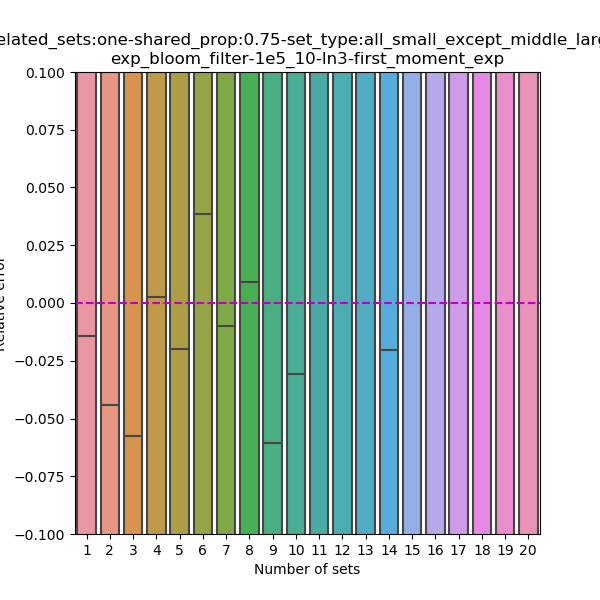 elated_sets:one-shared_prop:0.75-set_type:all_small_except_middle_larg
exp_bloom_filter-1e5_10-ln3-first_moment_exp
0.100
0.075
0.050
0.025
0.000
−0.025
−0.050
−0.075
−0.100
Relative error
1 2 3 4 5 6 7 8 9 10 11 12 13 14 15 16 17 18 19 20
Number of sets